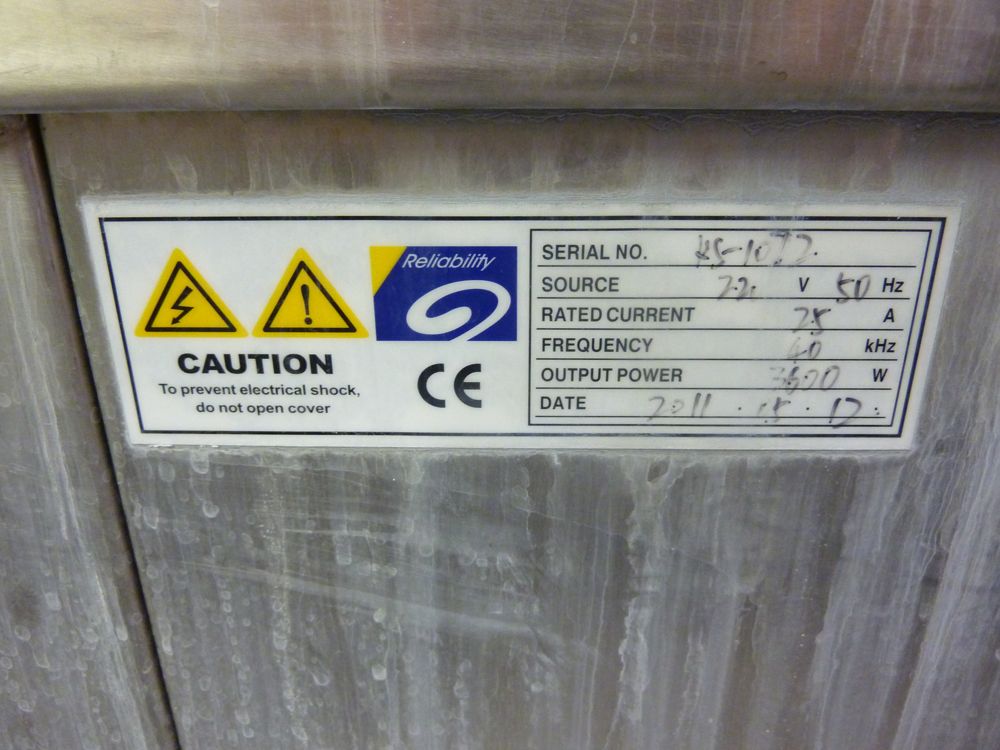 Reliability
CAUTION
To prevent electrical shock,
do not open cover
CE
SERIAL NO.
SOURCE V 50 Hz
RATED CURRENT A
FREQUENCY 40 kHz
OUTPUT POWER 3600 W
DATE 2011